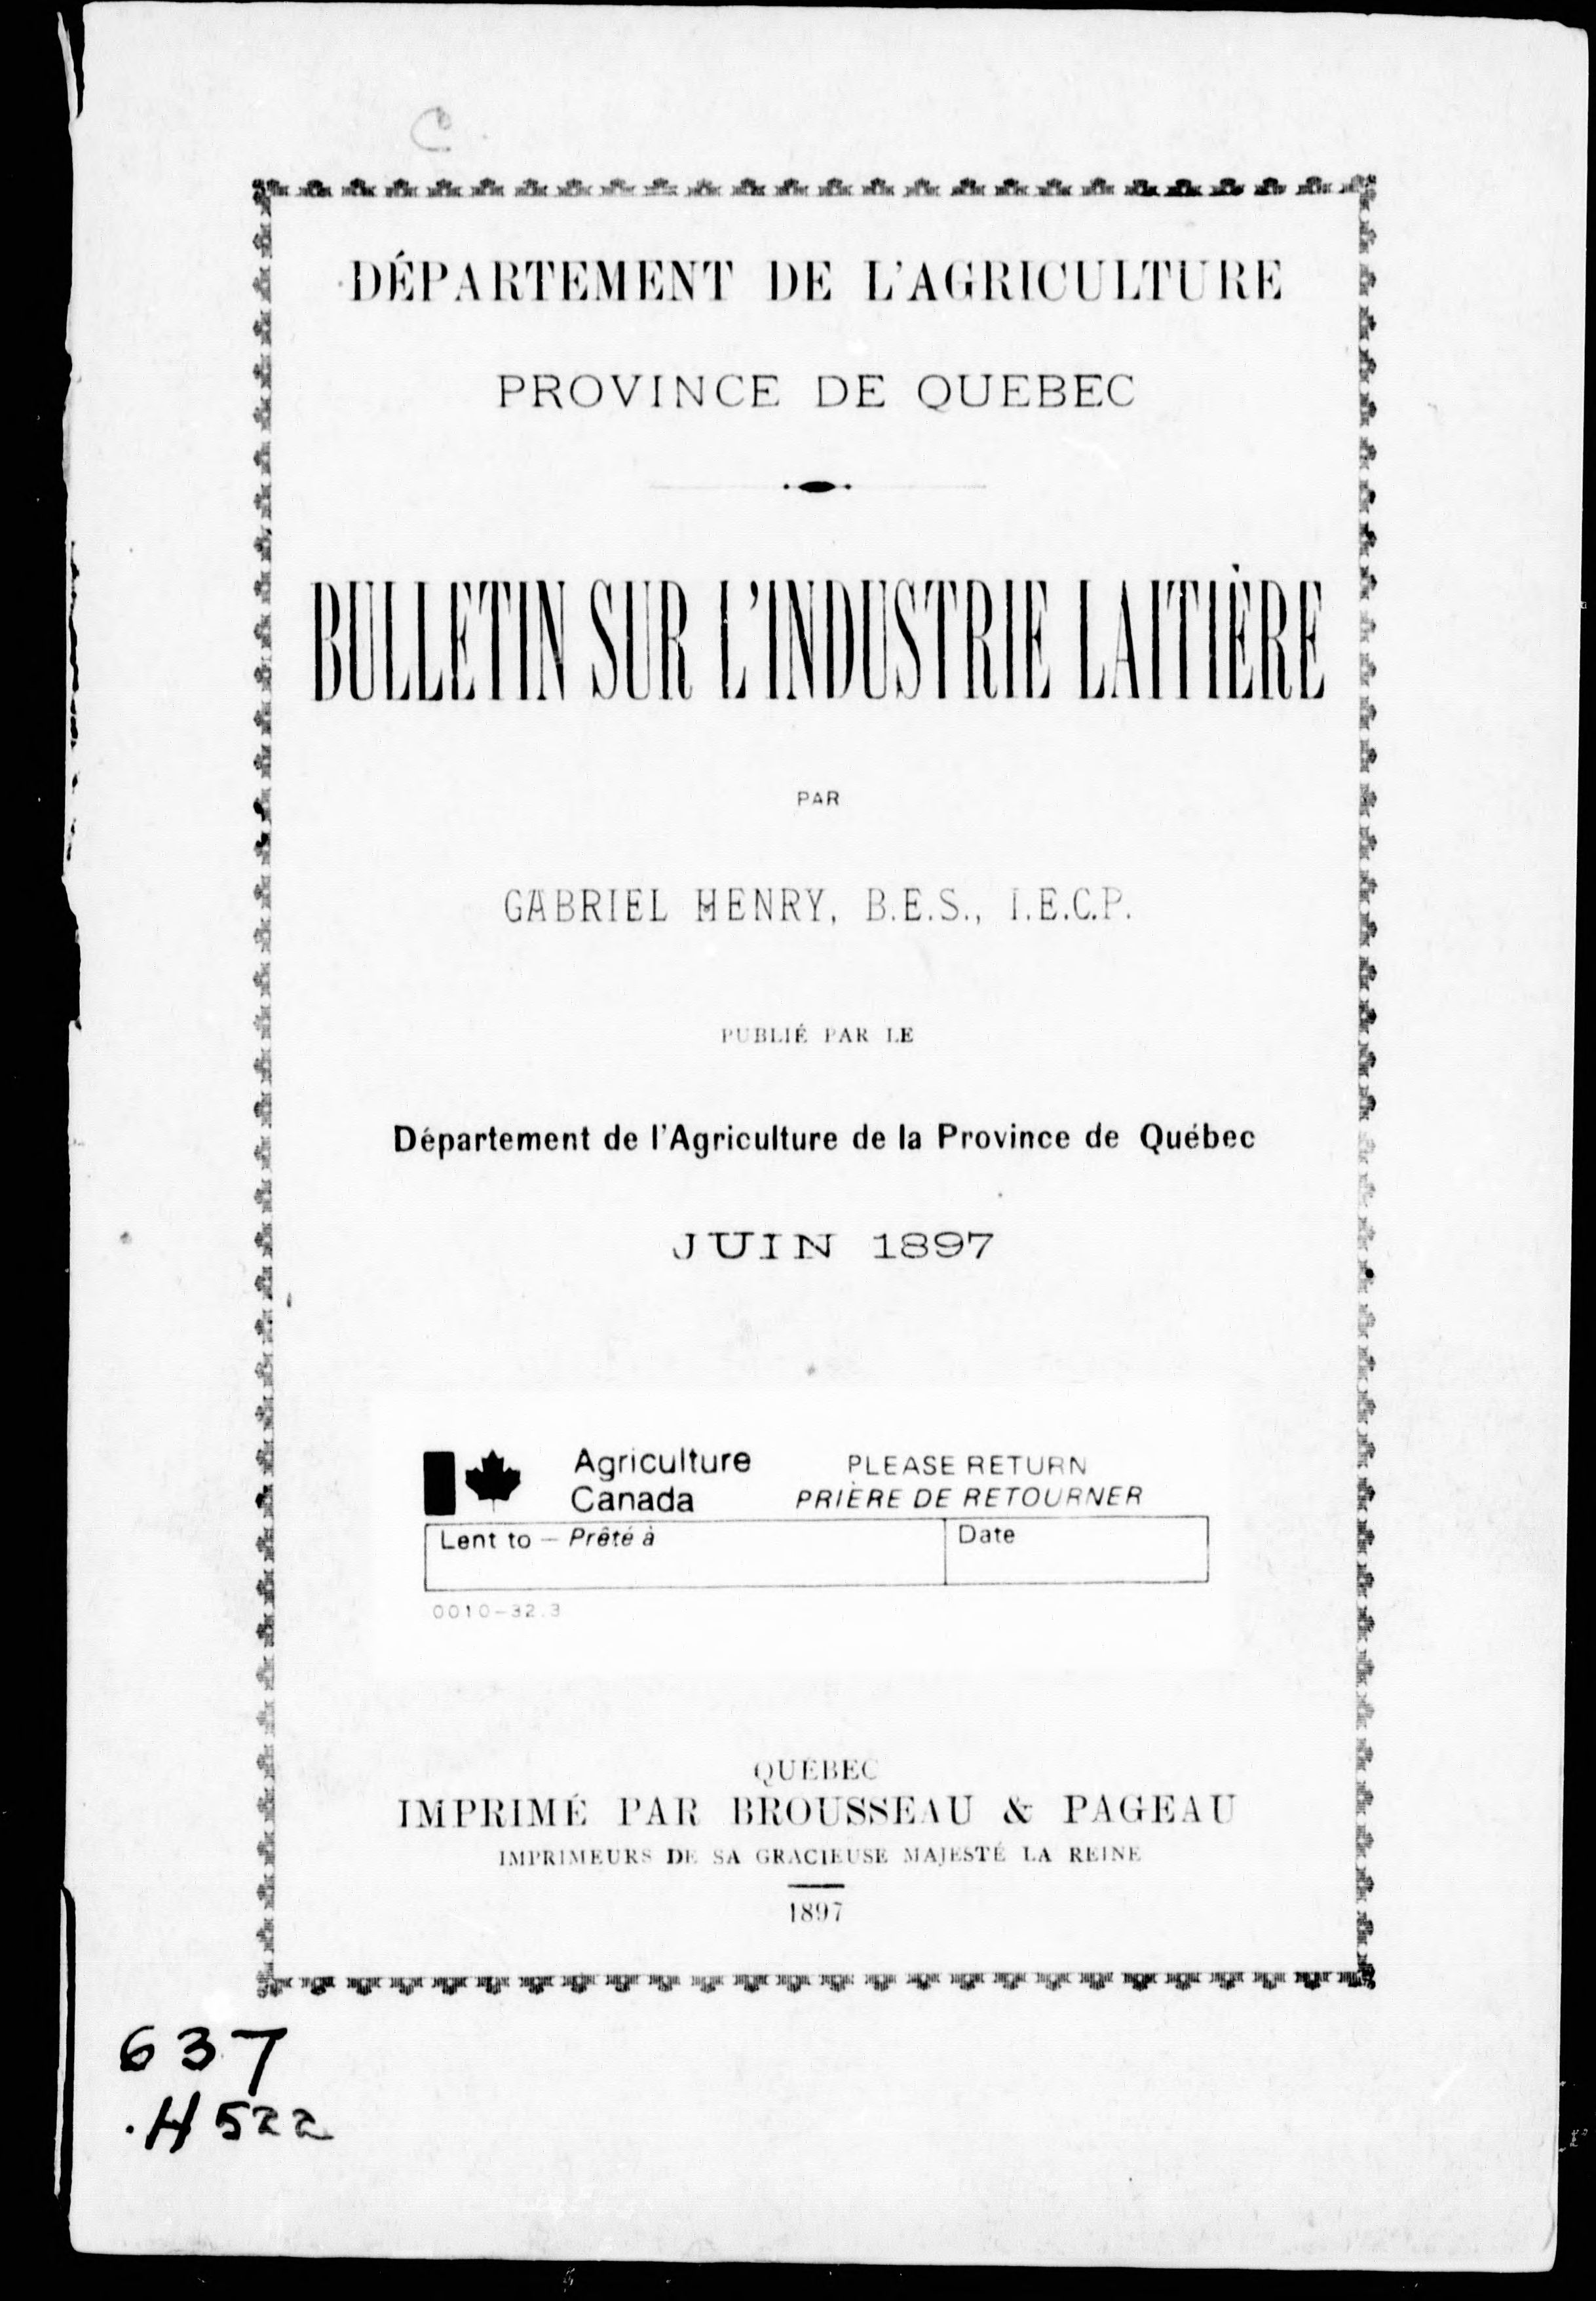 C
DÉPARTEMENT DE L'AGRICULTURE
PROVINCE DE QUEBEC
BULLETIN SUR L'INDUSTRIE LAITIÈRE
PAR
GABRIEL HENRY, B.E.S., I.E.C.P.
PUBLIÉ PAR LE
Département de l'Agriculture de la Province de Québec
JUIN 1897
Agriculture
Canada
PLEASE RETURN
PRIÈRE DE RETOURNER
Lent to – Prêté à
Date
0010-32.3
QUÉBEC
IMPRIMÉ PAR BROUSSEAU & PAGEAU
IMPRIMEURS DE SA GRACIEUSE MAJESTÉ LA REINE
1897
637
.H522